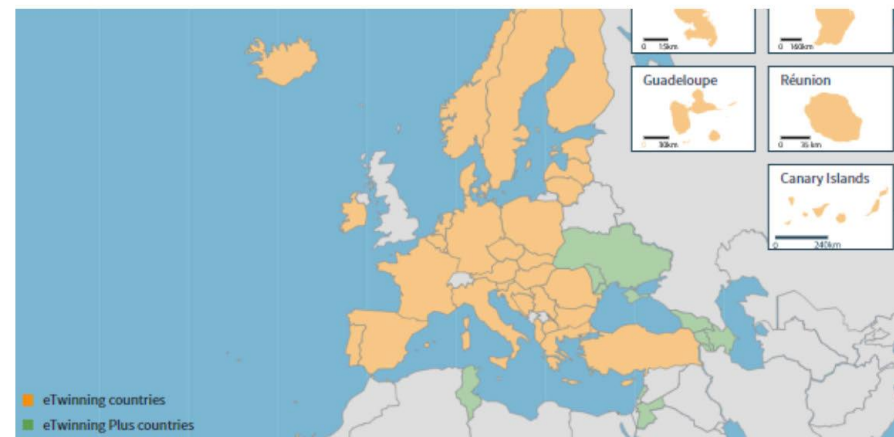 0 15km
0 160km
Guadeloupe
0 30km
Réunion
0 35 km
Canary Islands
0 240km
eTwinning countries
eTwinning Plus countries